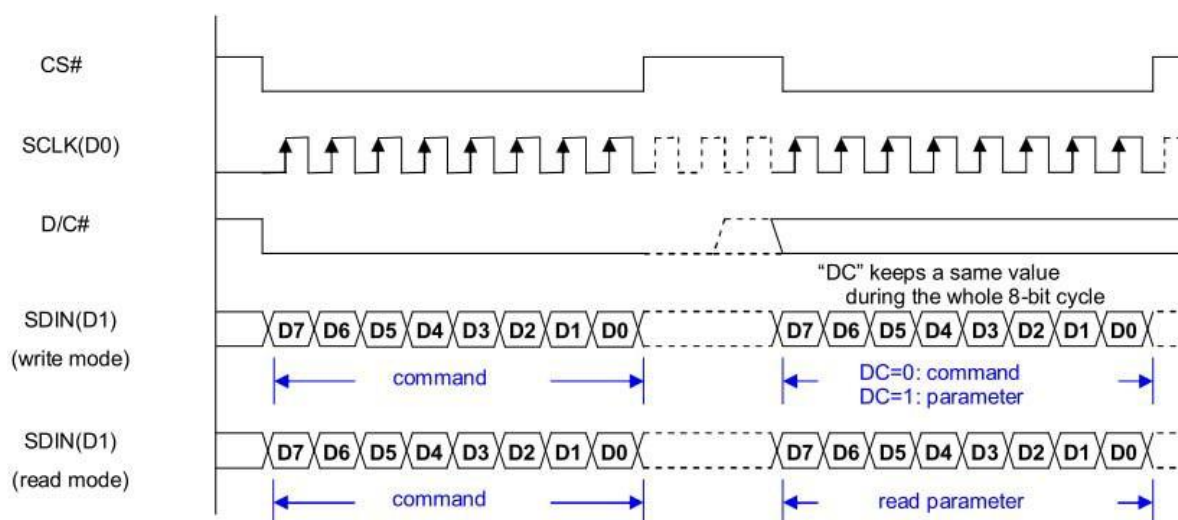 CS#
SCLK(D0)
D/C#
“DC” keeps a same value
during the whole 8-bit cycle
SDIN(D1)
(write mode)
D7 D6 D5 D4 D3 D2 D1 D0
D7 D6 D5 D4 D3 D2 D1 D0
command
DC=0: command
DC=1: parameter
SDIN(D1)
(read mode)
D7 D6 D5 D4 D3 D2 D1 D0
D7 D6 D5 D4 D3 D2 D1 D0
command
read parameter